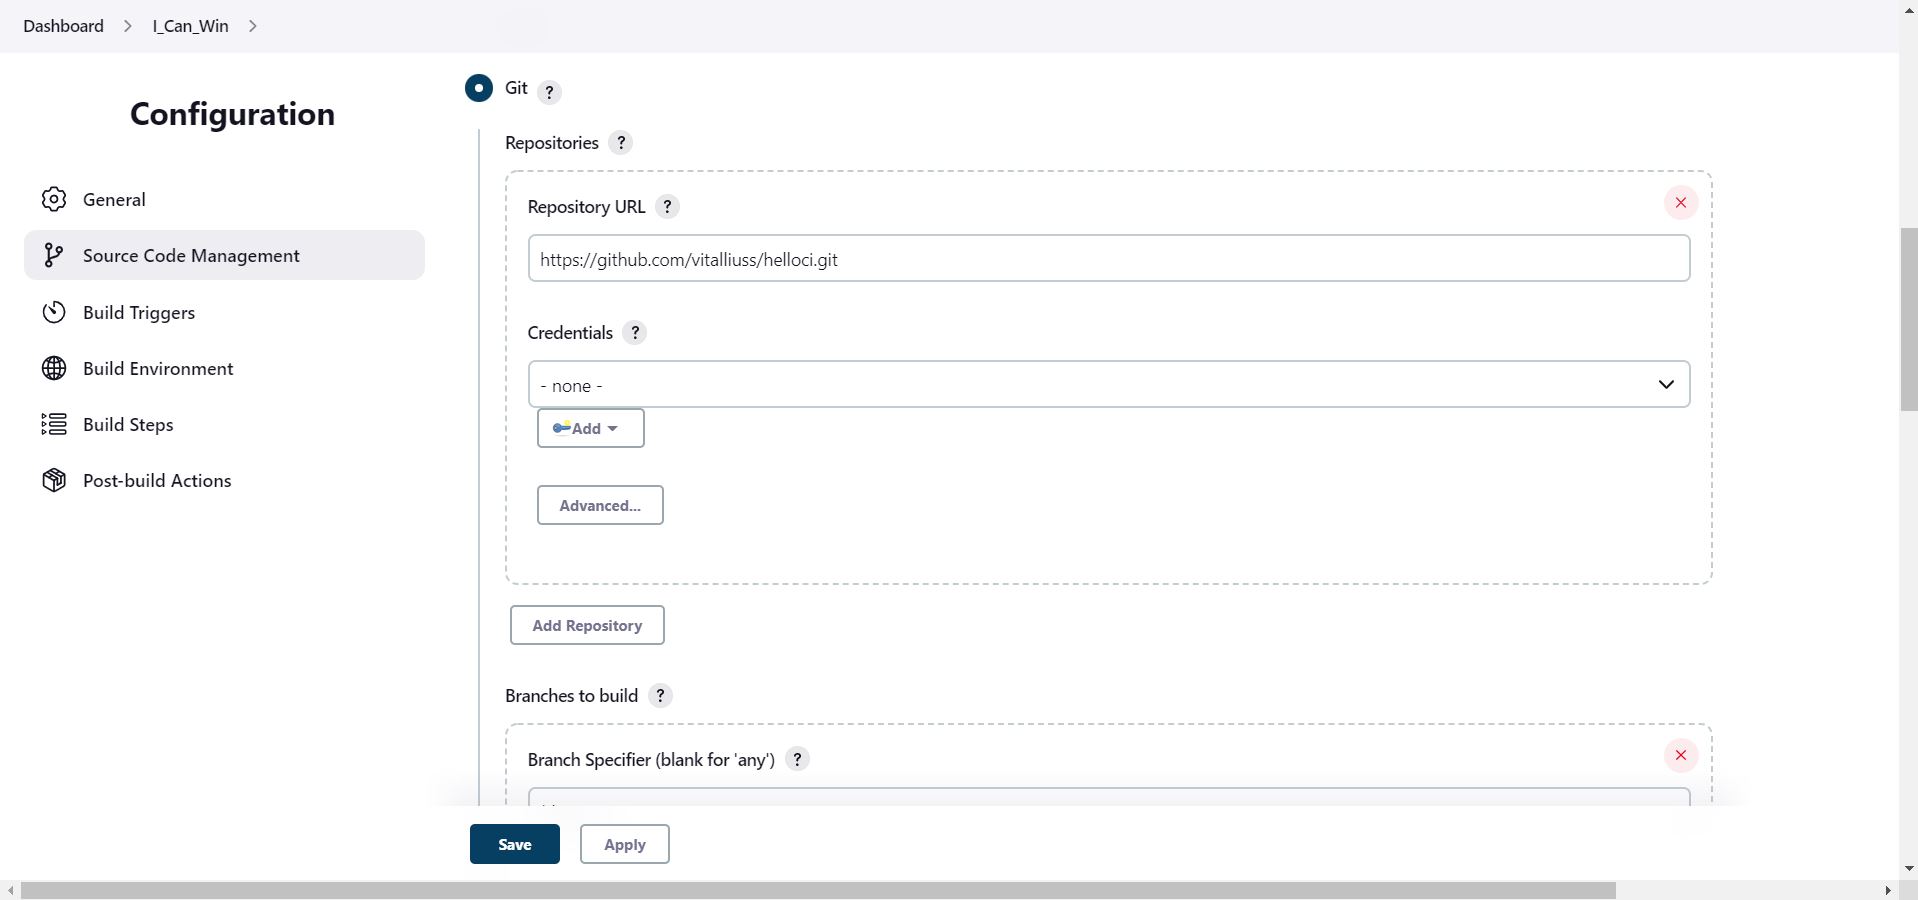 Dashboard > I_Can_Win >
Configuration
General
Source Code Management
Build Triggers
Build Environment
Build Steps
Post-build Actions
Git ?
Repositories ?
Repository URL ?
https://github.com/vitalliuss/helloci.git
Credentials ?
- none -
Add
Advanced...
Add Repository
Branches to build ?
Branch Specifier (blank for 'any') ?
Save Apply